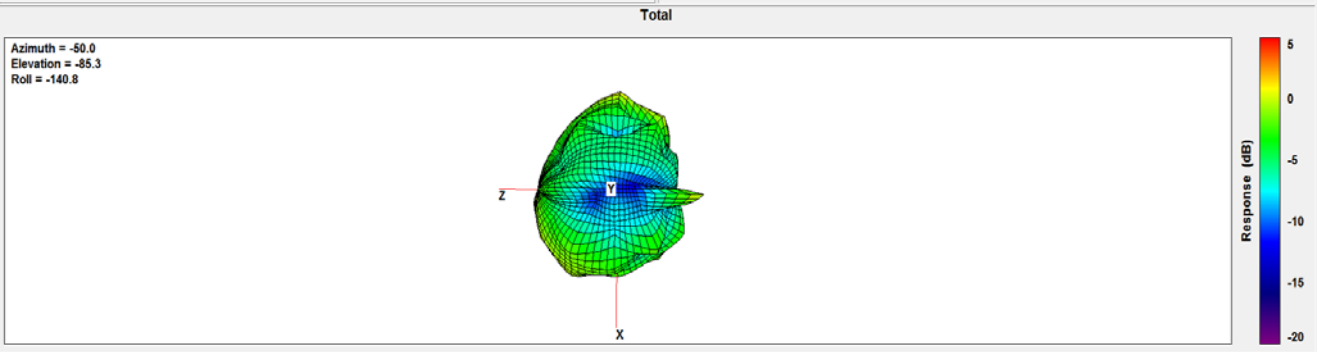 Total
Azimuth = -50.0
Elevation = -85.3
Roll = -140.8
5
0
-5
-10
-15
-20
Response (dB)
Y
Z
X